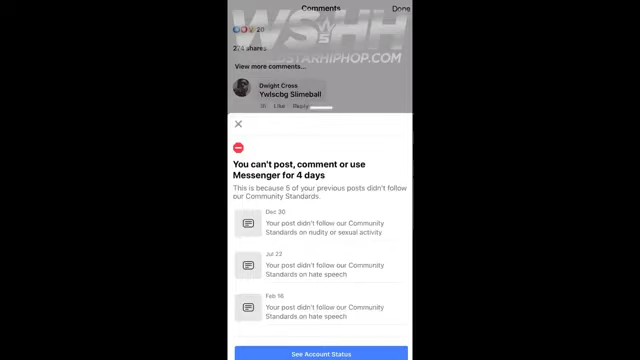 Comments
Done
WSHH
20
274 shares
WORLDSTARHIPHOP.COM
View more comments...
Dwight Cross
Ywlscbg Slimeball
Like Reply
You can't post, comment or use
Messenger for 4 days
This is because 5 of your previous posts didn't follow
our Community Standards.
Dec 30
Your post didn't follow our Community
Standards on nudity or sexual activity
Jul 22
Your post didn't follow our Community
Standards on hate speech
Feb 16
Your post didn't follow our Community
Standards on hate speech
See Account Status